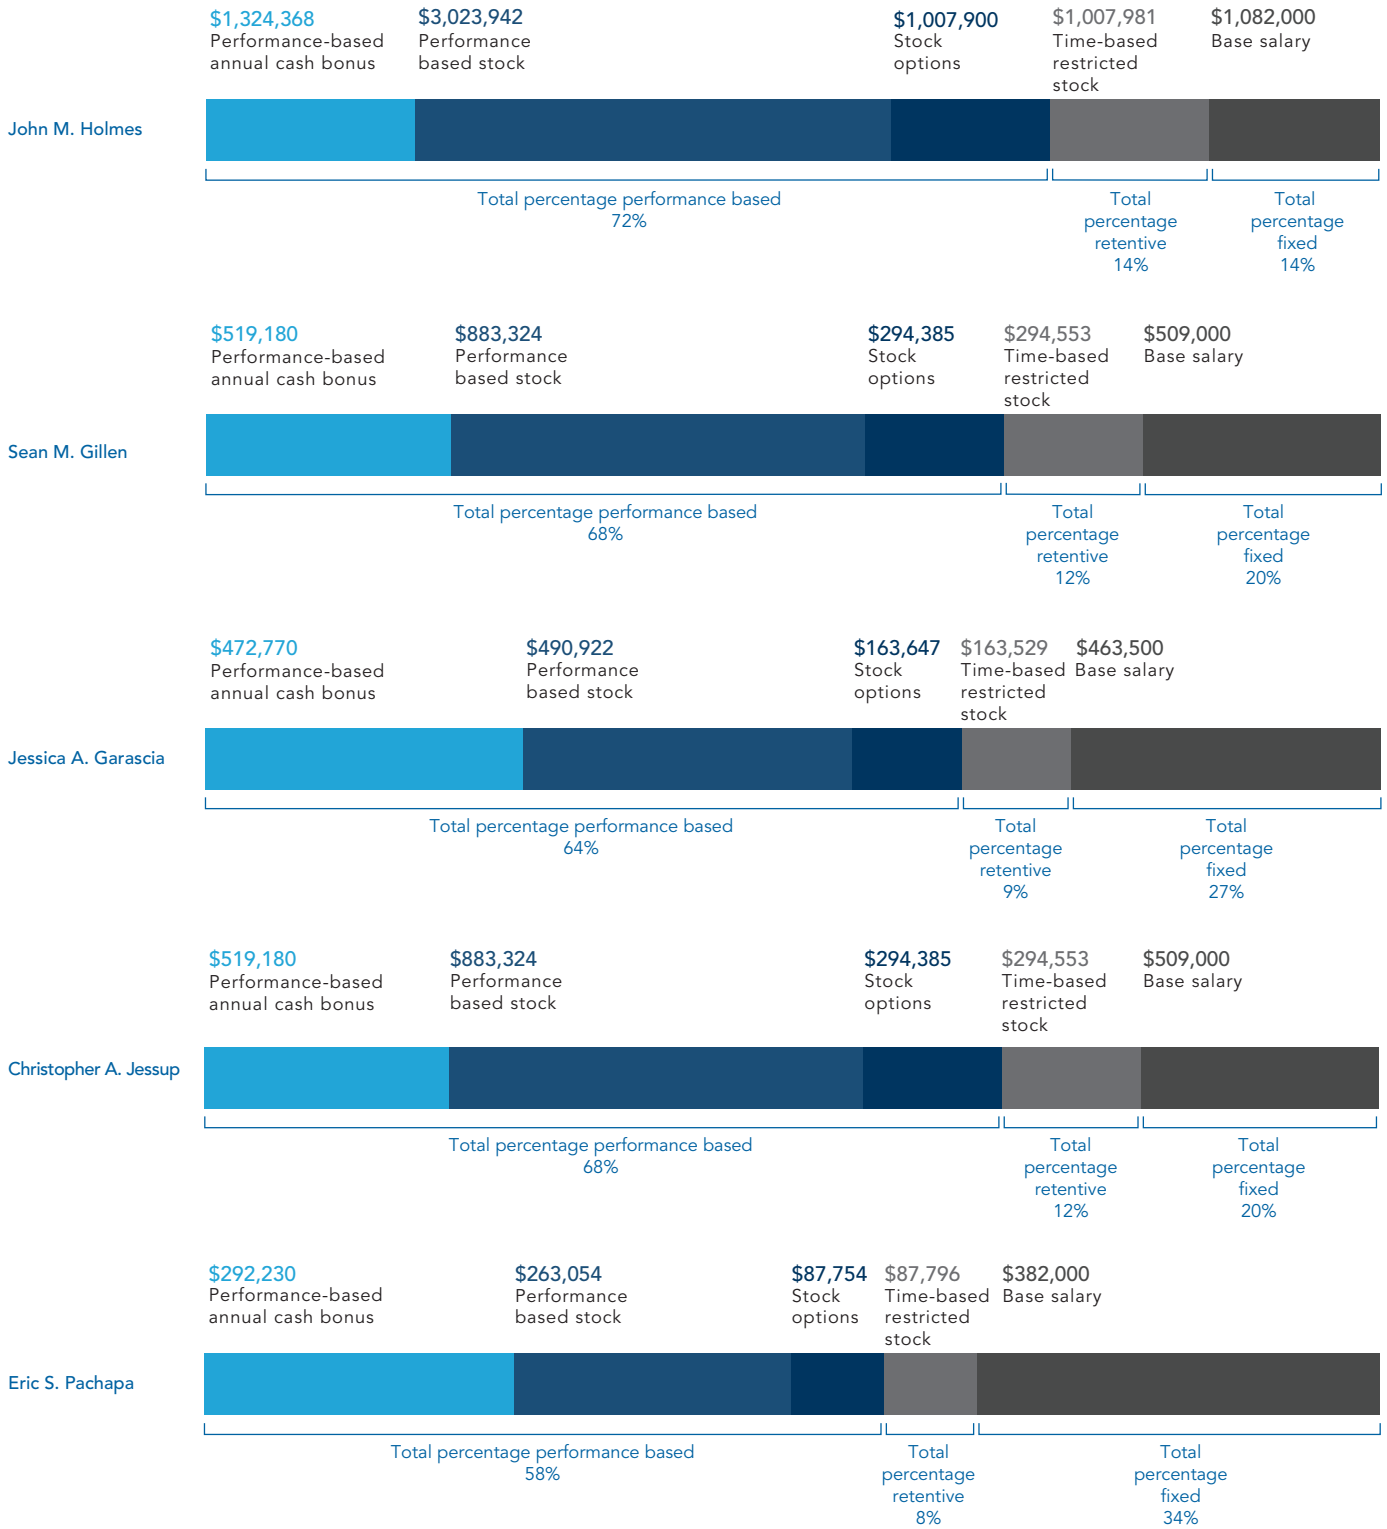 $1,324,368
Performance-based
annual cash bonus
$3,023,942
Performance
based stock
$1,007,900
Stock
options
$1,007,981
Time-based
restricted
stock
$1,082,000
Base salary
John M. Holmes
Total percentage performance based
72%
Total
percentage
retentive
14%
Total
percentage
fixed
14%
$519,180
Performance-based
annual cash bonus
$883,324
Performance
based stock
$294,385
Stock
options
$294,553
Time-based
restricted
stock
$509,000
Base salary
Sean M. Gillen
Total percentage performance based
68%
Total
percentage
retentive
12%
Total
percentage
fixed
20%
$472,770
Performance-based
annual cash bonus
$490,922
Performance
based stock
$163,647
Stock
options
$163,529
Time-based
restricted
stock
$463,500
Base salary
Jessica A. Garascia
Total percentage performance based
64%
Total
percentage
retentive
9%
Total
percentage
fixed
27%
$519,180
Performance-based
annual cash bonus
$883,324
Performance
based stock
$294,385
Stock
options
$294,553
Time-based
restricted
stock
$509,000
Base salary
Christopher A. Jessup
Total percentage performance based
68%
Total
percentage
retentive
12%
Total
percentage
fixed
20%
$292,230
Performance-based
annual cash bonus
$263,054
Performance
based stock
$87,754
Stock
options
$87,796
Time-based
restricted
stock
$382,000
Base salary
Eric S. Pachapa
Total percentage performance based
58%
Total
percentage
retentive
8%
Total
percentage
fixed
34%